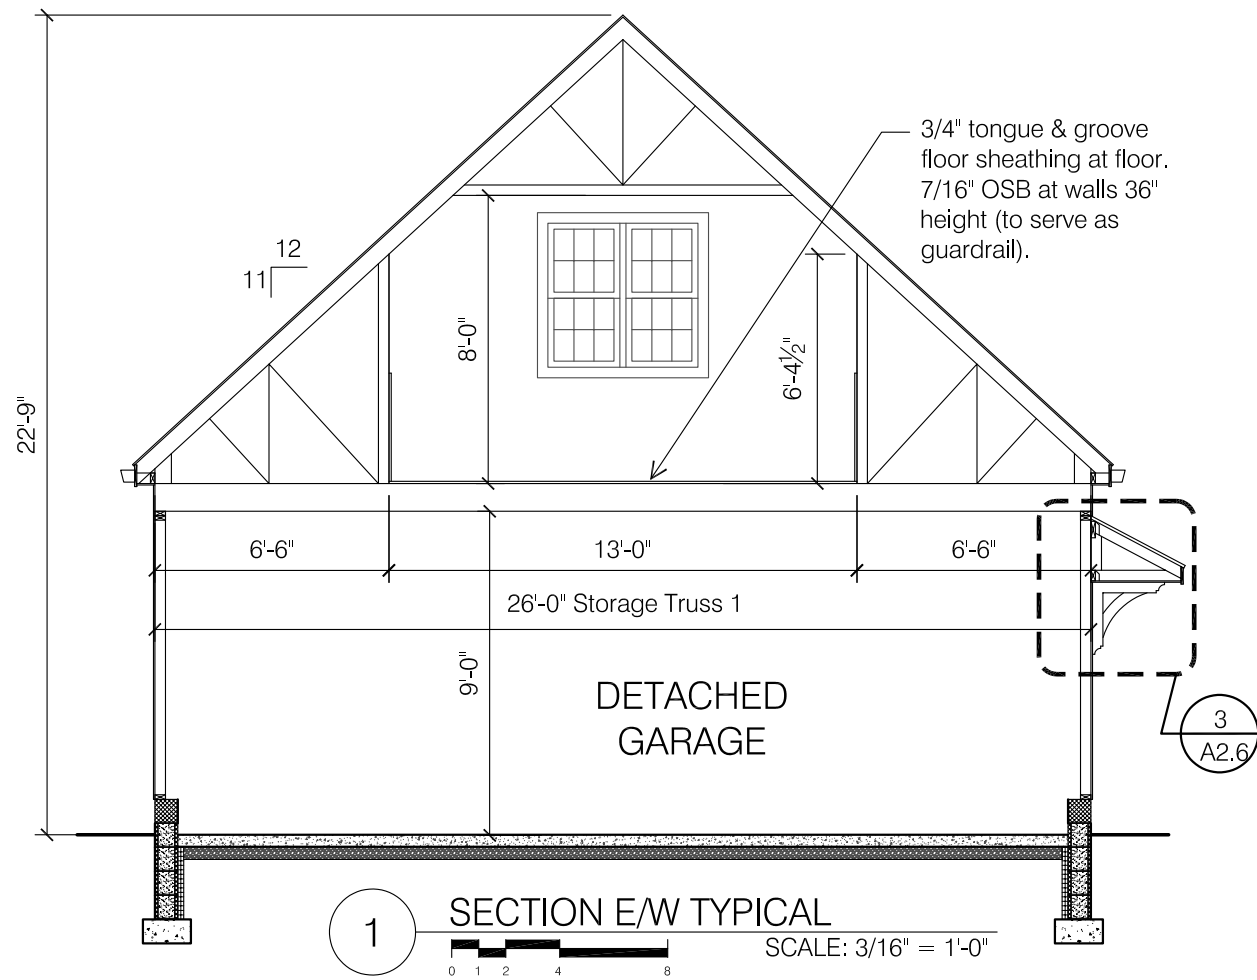 3/4" tongue & groove
floor sheathing at floor.
7/16" OSB at walls 36"
height (to serve as
guardrail).
12
11
8'-0"
6'-4½"
22'-9"
6'-6"
13'-0"
6'-6"
26'-0" Storage Truss 1
9'-0"
DETACHED
GARAGE
3
A2.6
1
SECTION E/W TYPICAL
SCALE: 3/16" = 1'-0"
0 1 2 4 8